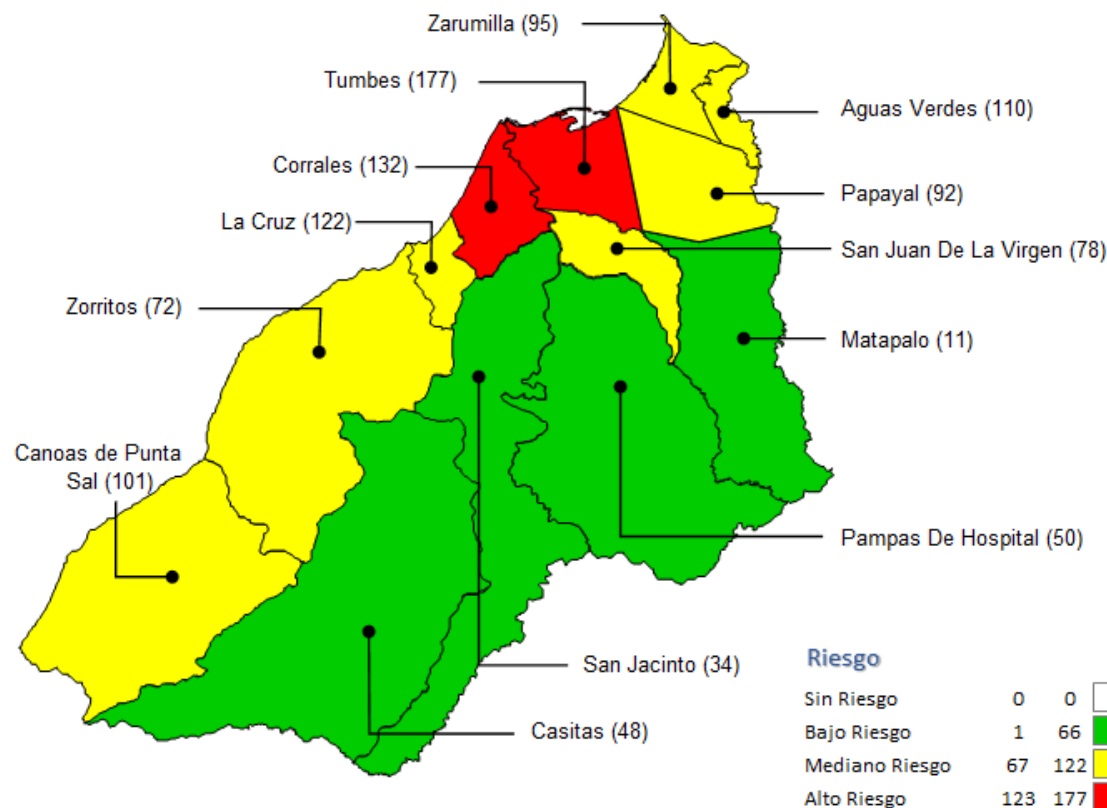 Zarumilla (95)
Tumbes (177)
Aguas Verdes (110)
Corrales (132)
Papayal (92)
La Cruz (122)
San Juan De La Virgen (78)
Zorritos (72)
Matapalo (11)
Canoas de Punta
Sal (101)
Pampas De Hospital (50)
San Jacinto (34)
Casitas (48)
Riesgo
Sin Riesgo 0 0
Bajo Riesgo 1 66
Mediano Riesgo 67 122
Alto Riesgo 123 177